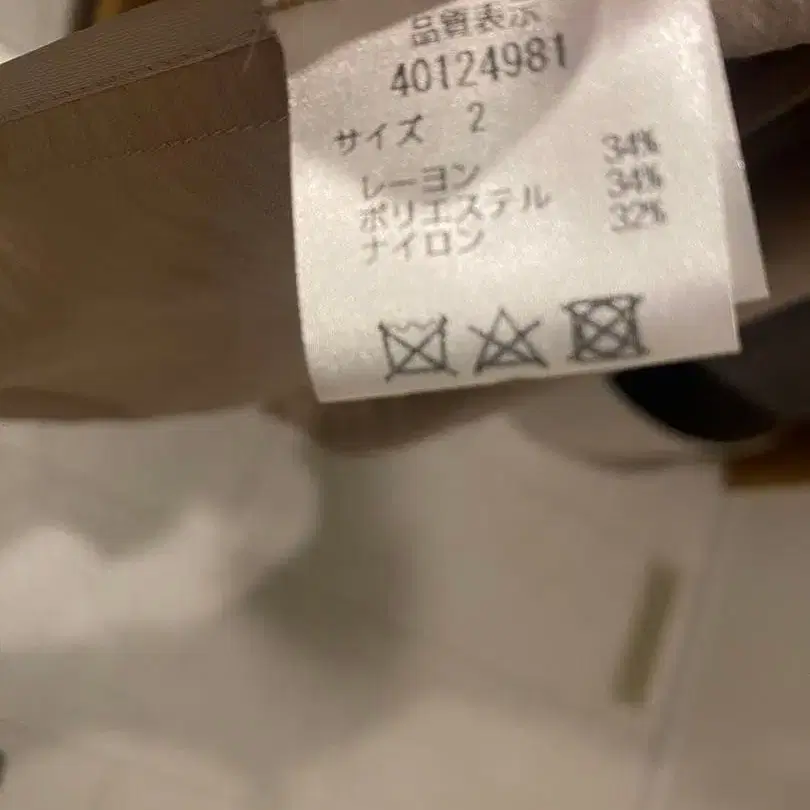 品質表示
40124981
サイズ 2
レーヨン 34%
ポリエステル 34%
ナイロン 32%